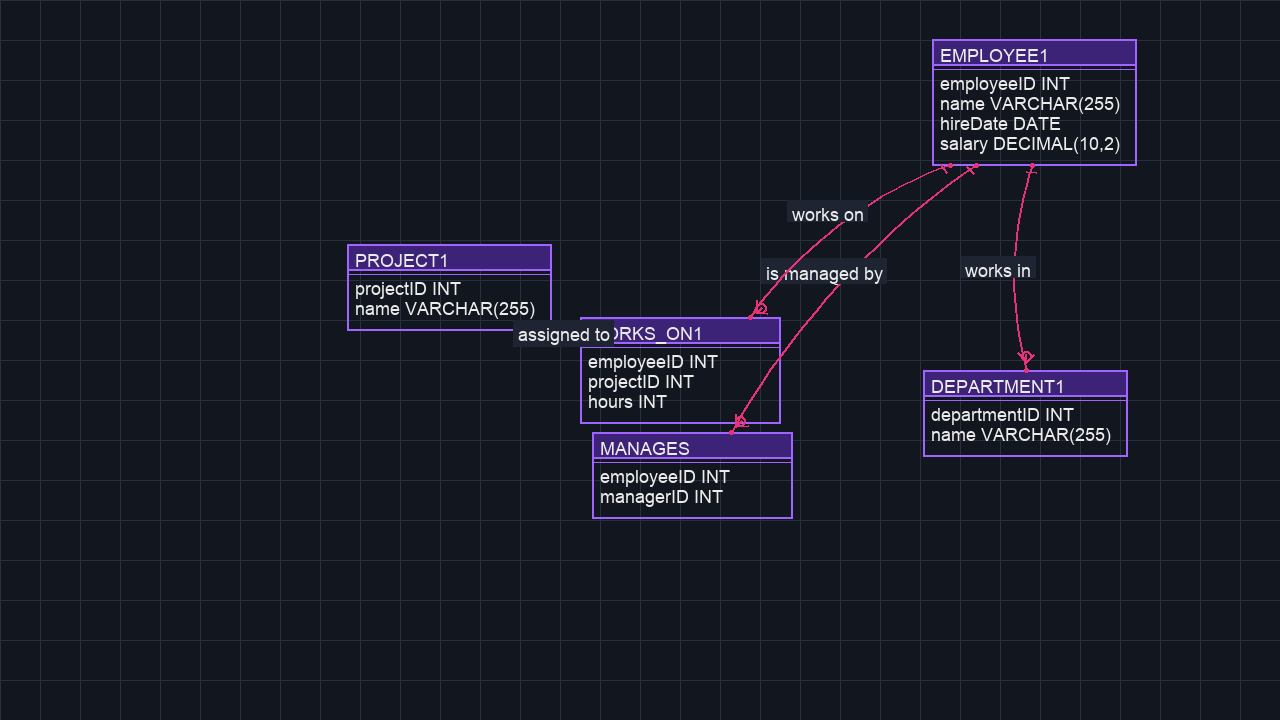 EMPLOYEE1
employeeID INT
name VARCHAR(255)
hireDate DATE
salary DECIMAL(10,2)
works on
is managed by
works in
PROJECT1
projectID INT
name VARCHAR(255)
assigned to
ORKS_ON1
employeeID INT
projectID INT
hours INT
DEPARTMENT1
departmentID INT
name VARCHAR(255)
MANAGES
employeeID INT
managerID INT